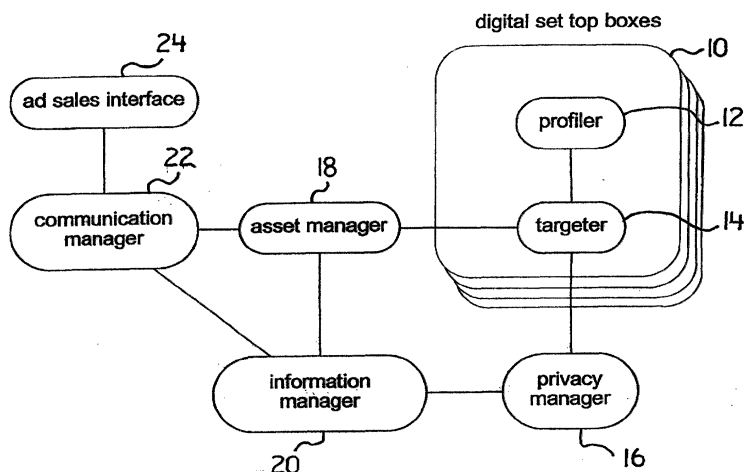 digital set top boxes
24
10
ad sales interface
profiler
12
22
18
communication
manager
asset manager
targeter
14
information
manager
privacy
manager
20
16